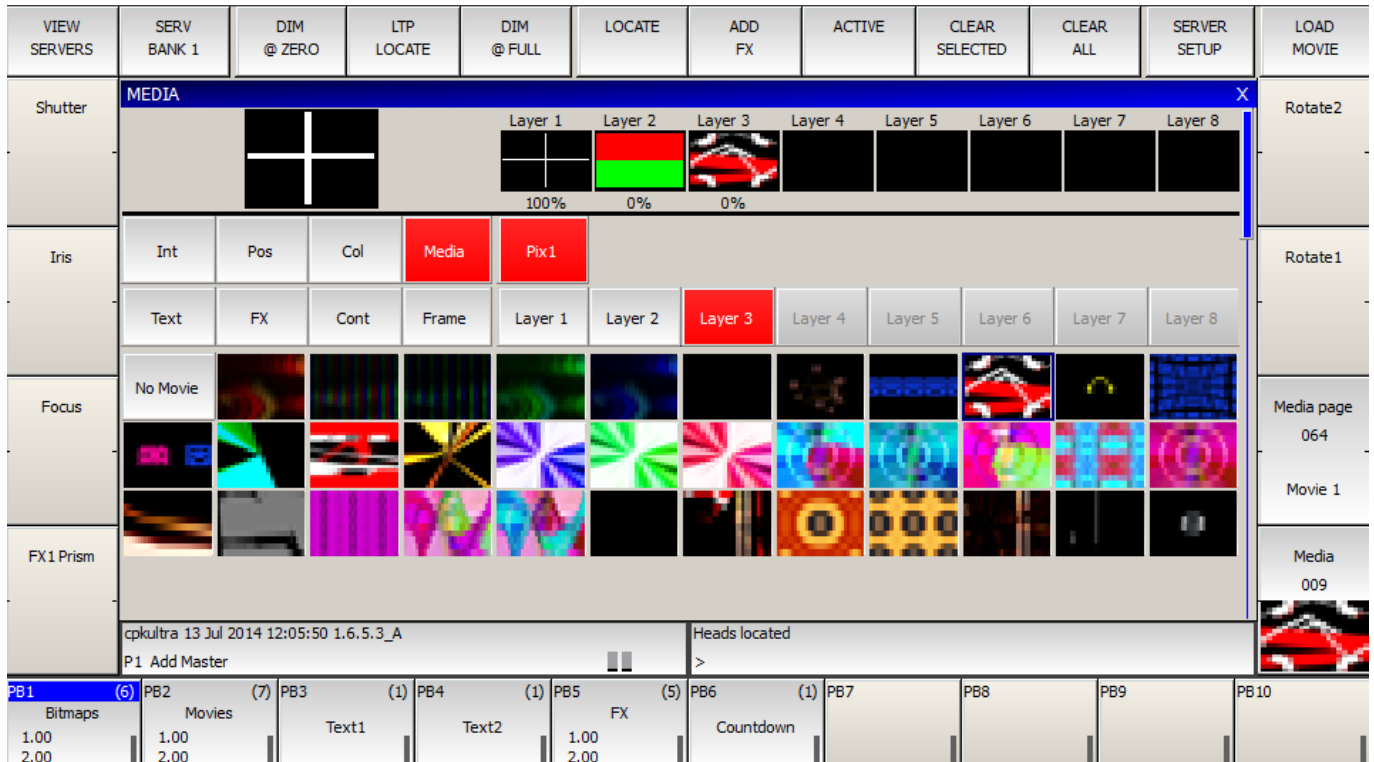 VIEW
SERVERS
SERV
BANK 1
DIM
@ ZERO
LTP
LOCATE
DIM
@ FULL
LOCATE
ADD
FX
ACTIVE
CLEAR
SELECTED
CLEAR
ALL
SERVER
SETUP
LOAD
MOVIE
Shutter
Iris
Focus
FX1 Prism
MEDIA X
Layer 1 Layer 2 Layer 3 Layer 4 Layer 5 Layer 6 Layer 7 Layer 8
100% 0% 0%
Int Pos Col Media Pix1
Text FX Cont Frame Layer 1 Layer 2 Layer 3 Layer 4 Layer 5 Layer 6 Layer 7 Layer 8
No Movie
Rotate2
Rotate1
Media page
064
Movie 1
Media
009
cpkultra 13 Jul 2014 12:05:50 1.6.5.3_A
P1 Add Master
Heads located
>
PB1 (6)
Bitmaps
1.00
2.00
PB2 (7)
Movies
1.00
2.00
PB3 (1)
Text1
PB4 (1)
Text2
PB5 (5)
FX
1.00
2.00
PB6 (1)
Countdown
PB7
PB8
PB9
PB10